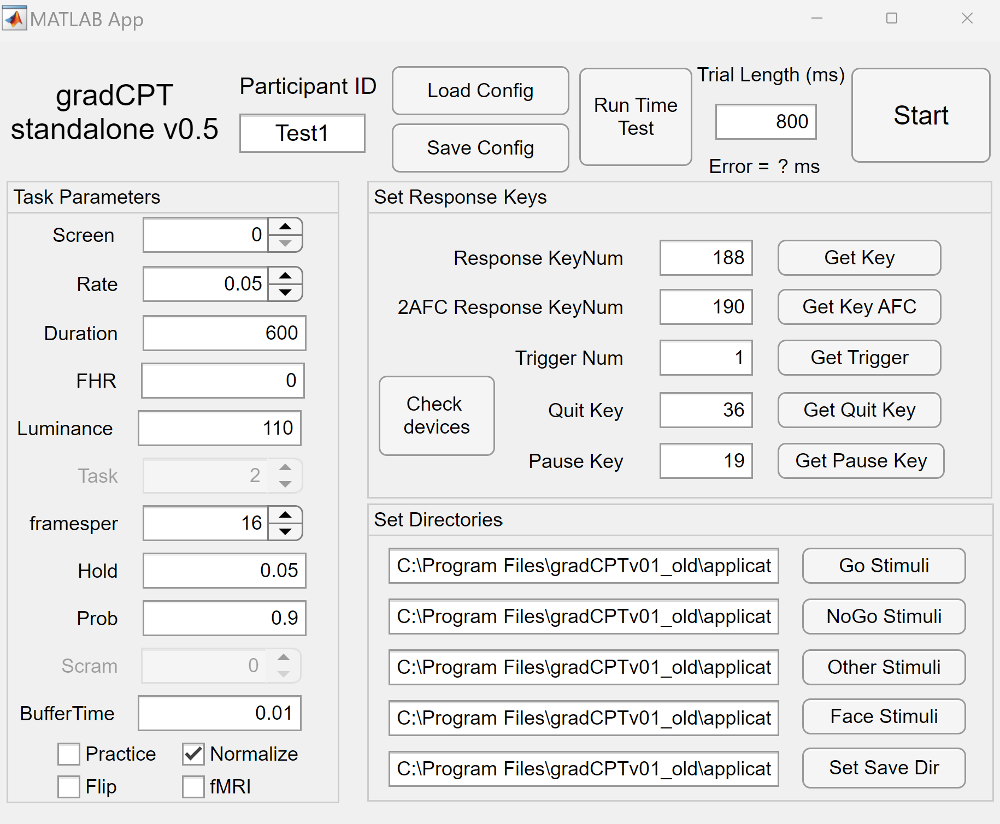 MATLAB App
gradCPT
standalone v0.5
Participant ID
Test1
Load Config
Save Config
Run Time
Test
Trial Length (ms)
800
Error = ? ms
Start
Task Parameters
Screen 0
Rate 0.05
Duration 600
FHR 0
Luminance 110
Task 2
framesper 16
Hold 0.05
Prob 0.9
Scram 0
BufferTime 0.01
Practice Normalize
Flip fMRI
Set Response Keys
Response KeyNum 188 Get Key
2AFC Response KeyNum 190 Get Key AFC
Trigger Num 1 Get Trigger
Check
devices
Quit Key 36 Get Quit Key
Pause Key 19 Get Pause Key
Set Directories
C:\Program Files\gradCPTv01_old\applicat Go Stimuli
C:\Program Files\gradCPTv01_old\applicat NoGo Stimuli
C:\Program Files\gradCPTv01_old\applicat Other Stimuli
C:\Program Files\gradCPTv01_old\applicat Face Stimuli
C:\Program Files\gradCPTv01_old\applicat Set Save Dir